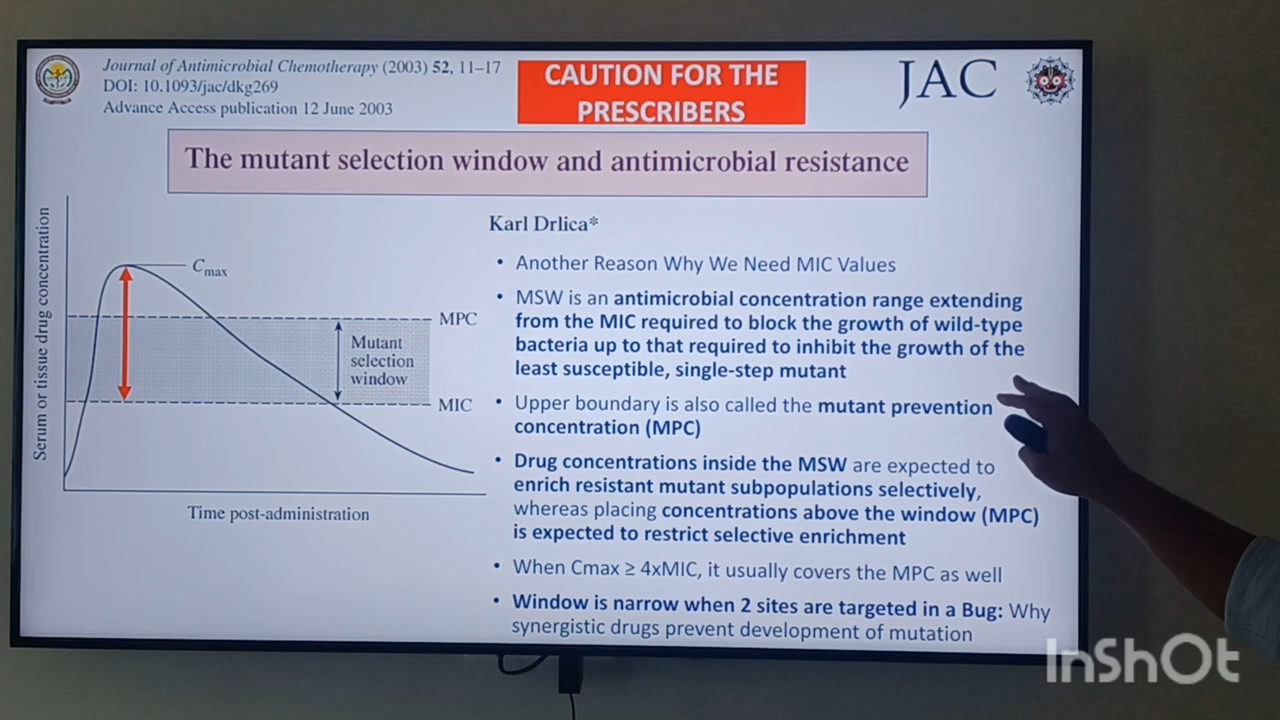 Journal of Antimicrobial Chemotherapy (2003) 52, 11–17
DOI: 10.1093/jac/dkg269
Advance Access publication 12 June 2003
CAUTION FOR THE
PRESCRIBERS
JAC
The mutant selection window and antimicrobial resistance
Serum or tissue drug concentration
Cmax
MPC
Mutant
selection
window
MIC
Time post-administration
Karl Drlica*
• Another Reason Why We Need MIC Values
• MSW is an antimicrobial concentration range extending
from the MIC required to block the growth of wild-type
bacteria up to that required to inhibit the growth of the
least susceptible, single-step mutant
• Upper boundary is also called the mutant prevention
concentration (MPC)
• Drug concentrations inside the MSW are expected to
enrich resistant mutant subpopulations selectively,
whereas placing concentrations above the window (MPC)
is expected to restrict selective enrichment
• When Cmax ≥ 4xMIC, it usually covers the MPC as well
• Window is narrow when 2 sites are targeted in a Bug: Why
synergistic drugs prevent development of mutation
InShOt